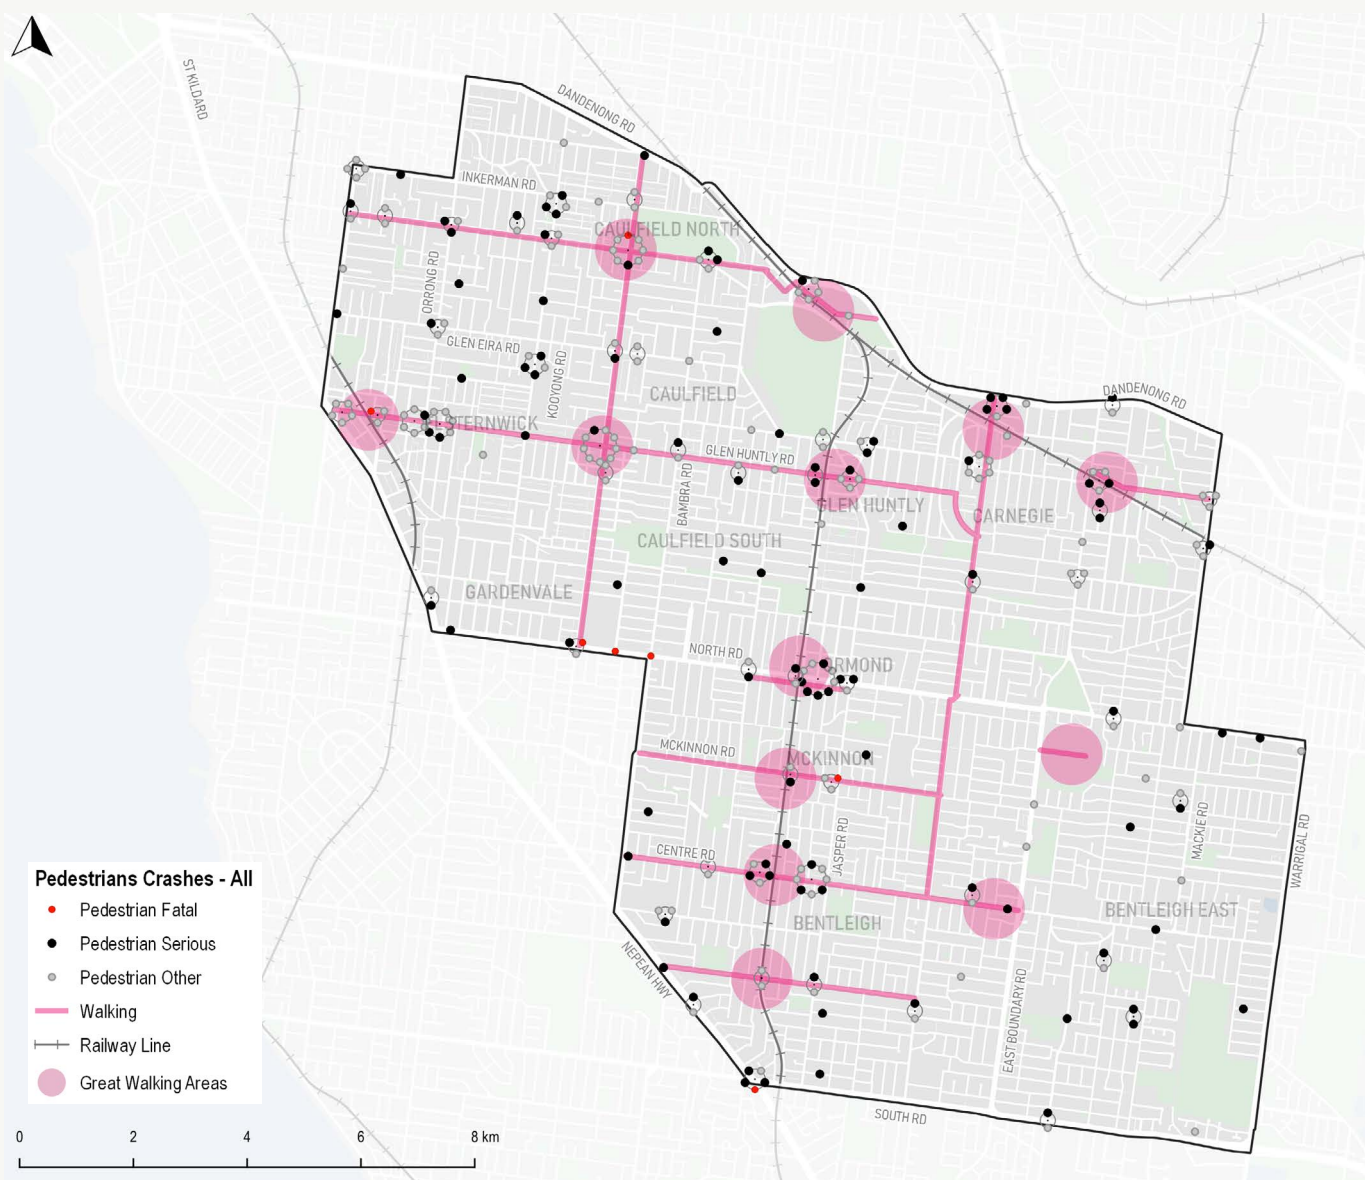 ST KILDARD
DANDENONG RD
INKERMAN RD
CAULFIELD NORTH
ORRONG RD
GLEN EIRA RD
KOOYONG RD
CAULFIELD
DANDENONG RD
ELSTERNWICK
GLEN HUNTLY RD
BAMBRA RD
GLEN HUNTLY
CARNEGIE
CAULFIELD SOUTH
GARDENVALE
NORTH RD
ORMOND
MCKINNON RD
MCKINNON
JASPER RD
MACKIE RD
WARRIGAL RD
CENTRE RD
BENTLEIGH
BENTLEIGH EAST
NEPEAN HWY
EAST BOUNDARY RD
SOUTH RD
Pedestrians Crashes - All
Pedestrian Fatal
Pedestrian Serious
Pedestrian Other
Walking
Railway Line
Great Walking Areas
0 2 4 6 8 km